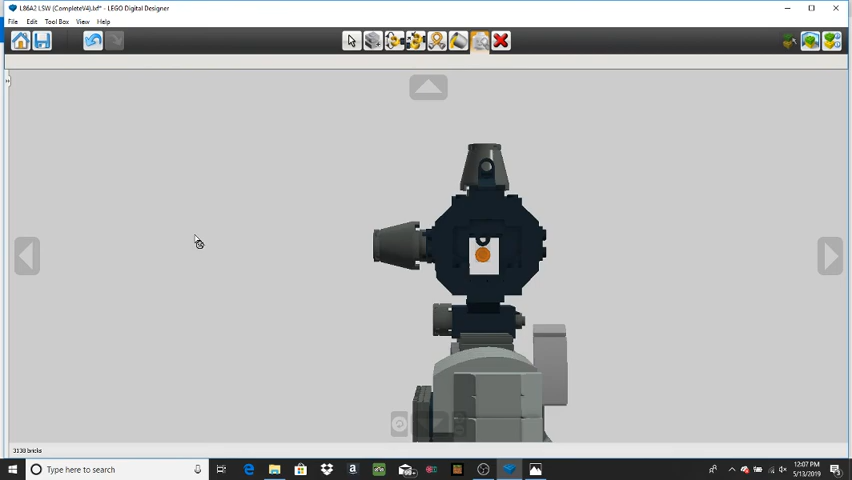 L86A2 LSW (CompleteV4).lxf* - LEGO Digital Designer
File Edit Tool Box View Help
3138 bricks
Type here to search
12:07 PM
5/13/2019